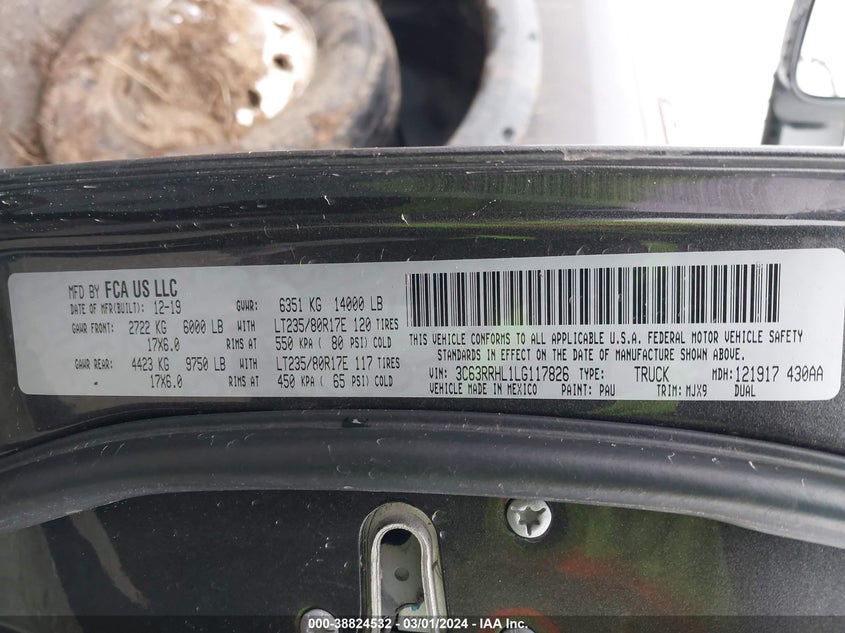 MFD BY FCA US LLC
DATE OF MFR(BUILT): 12-19 GVWR: 6351 KG 14000 LB
GAWR FRONT: 2722 KG 6000 LB WITH LT235/80R17E 120 TIRES
17X6.0 RIMS AT 550 KPA ( 80 PSI) COLD
GAWR REAR: 4423 KG 9750 LB WITH LT235/80R17E 117 TIRES
17X6.0 RIMS AT 450 KPA ( 65 PSI) COLD
THIS VEHICLE CONFORMS TO ALL APPLICABLE U.S.A. FEDERAL MOTOR VEHICLE SAFETY
STANDARDS IN EFFECT ON THE DATE OF MANUFACTURE SHOWN ABOVE.
VIN: 3C63RRHL1LG117826 TYPE: TRUCK MDH: 121917 430AA
VEHICLE MADE IN MEXICO PAINT: PAU TRIM: MJX9 DUAL
000-38824532 - 03/01/2024 - IAA Inc.